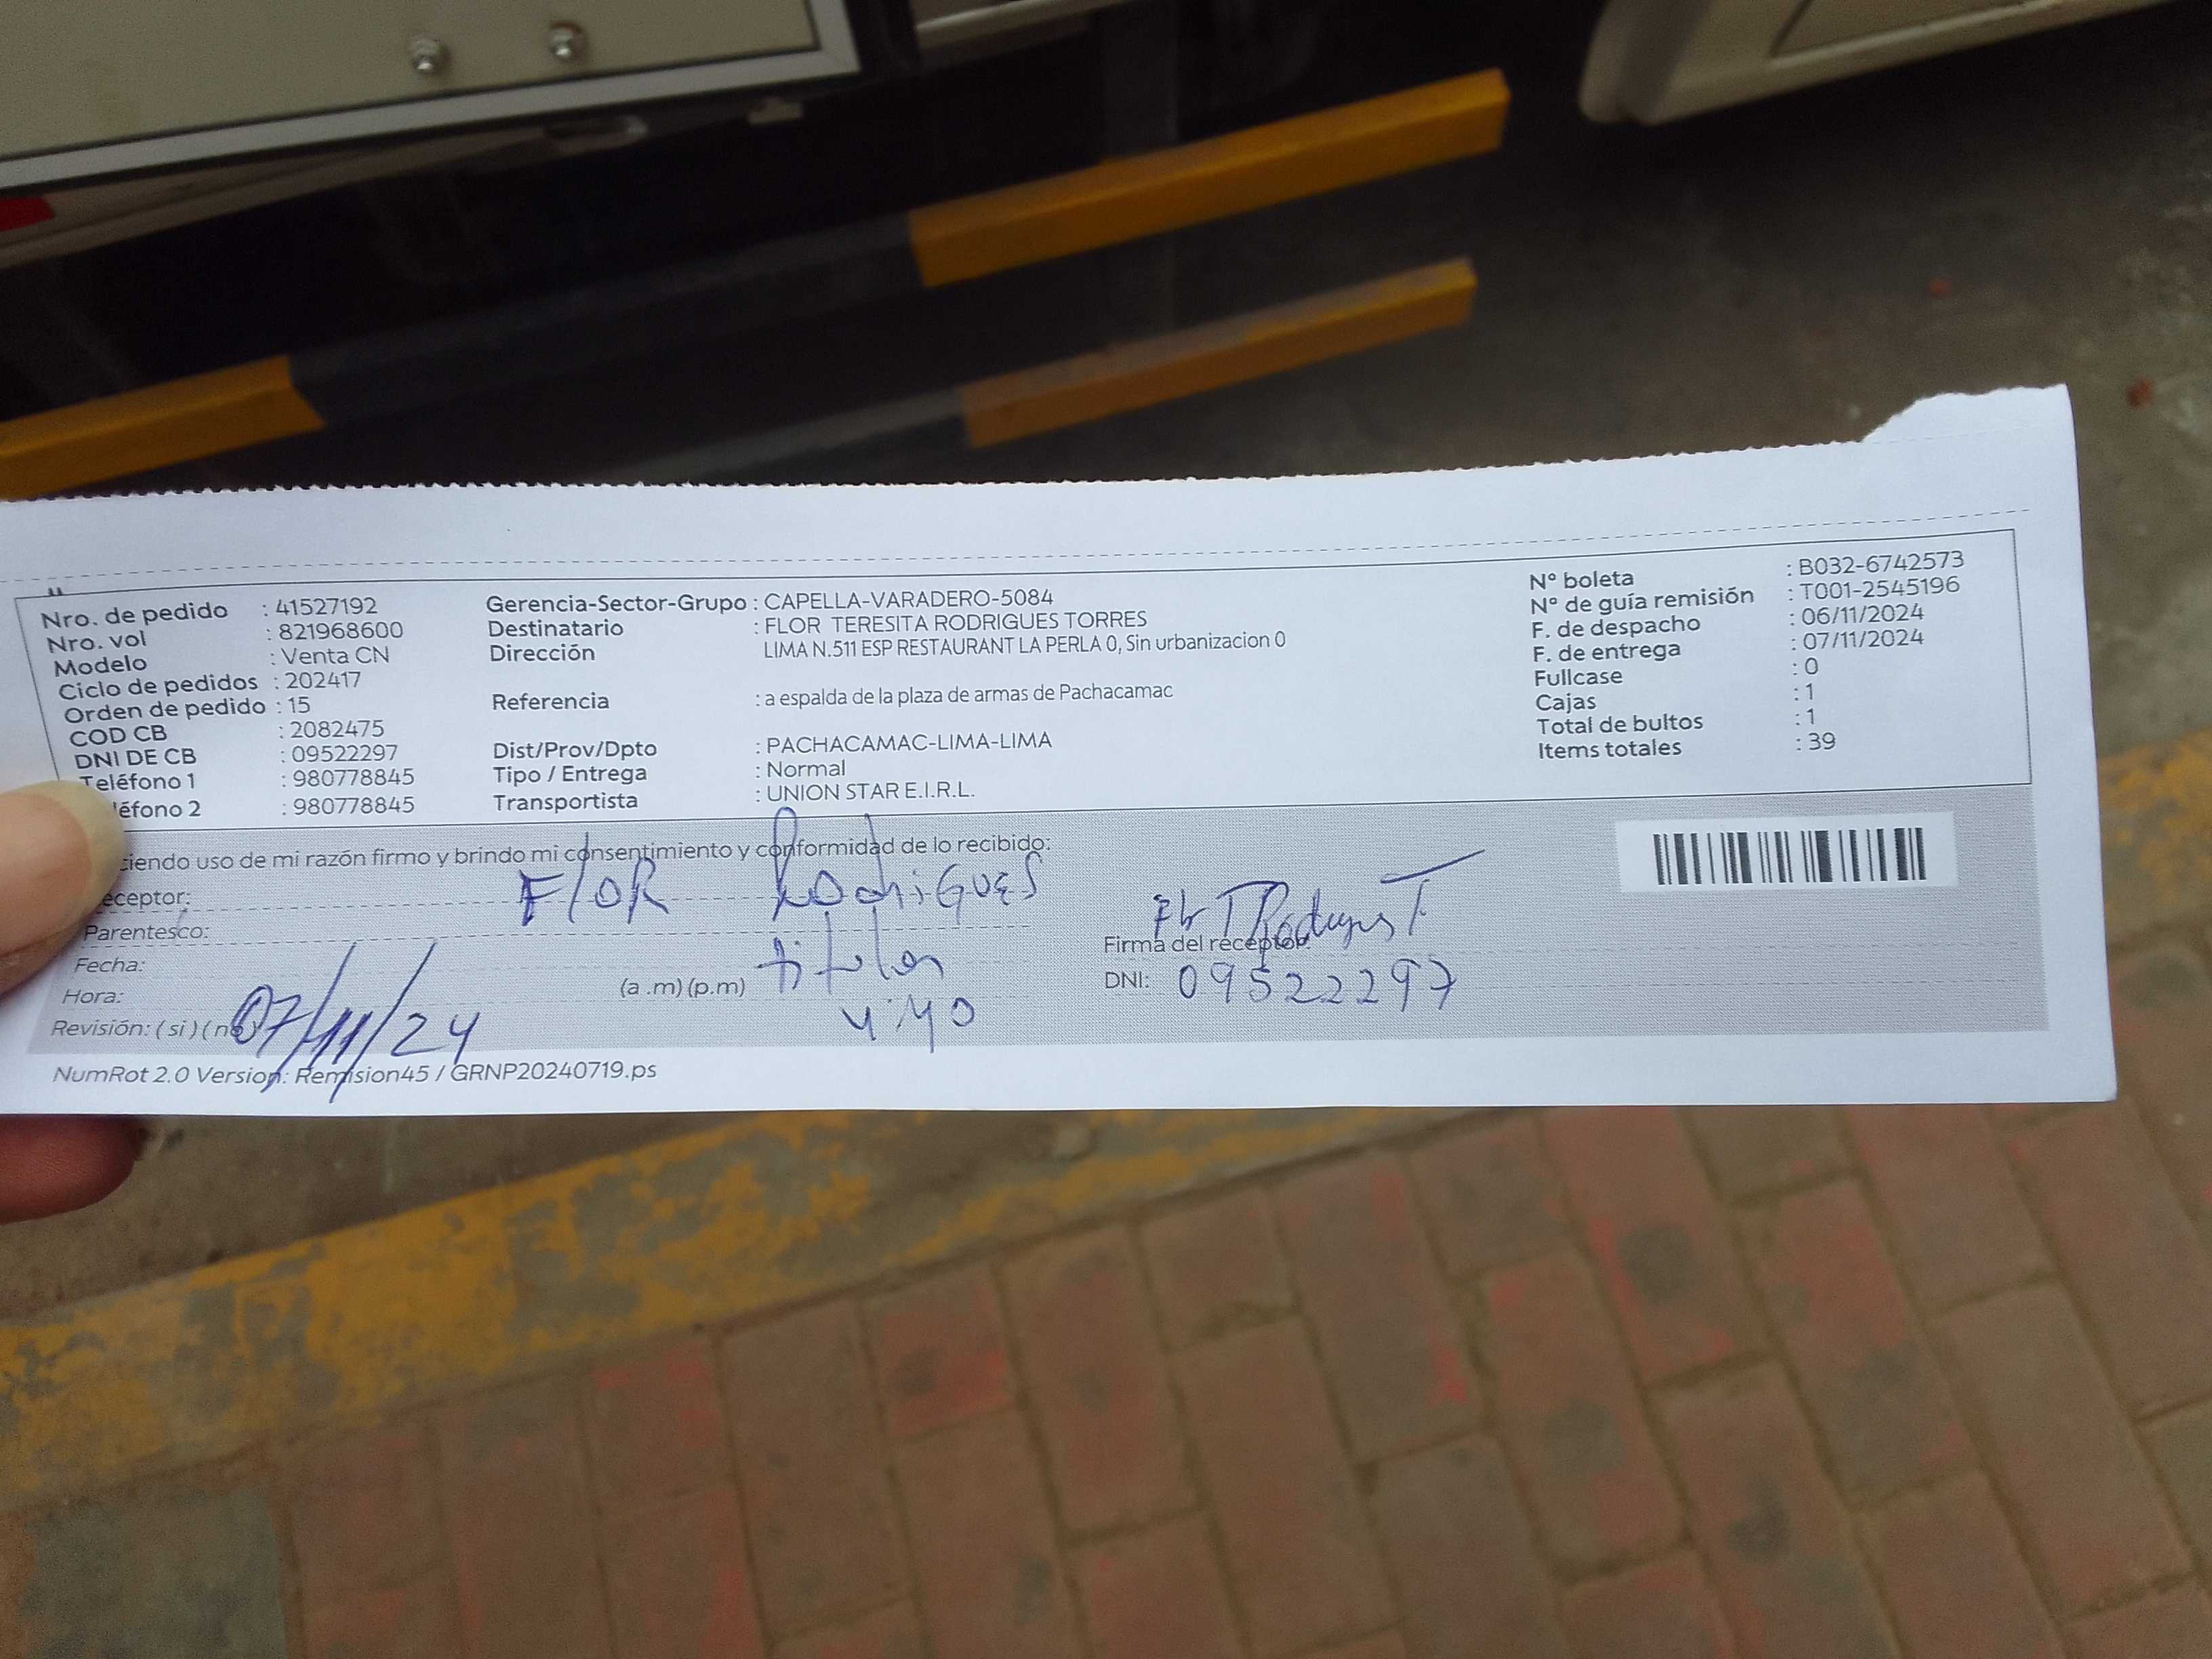 Nro. de pedido : 41527192
Nro. vol : 821968600
Modelo : Venta CN
Ciclo de pedidos : 202417
Orden de pedido : 15
COD CB : 2082475
DNI DE CB : 09522297
Teléfono 1 : 980778845
léfono 2 : 980778845
Gerencia-Sector-Grupo : CAPELLA-VARADERO-5084
Destinatario : FLOR TERESITA RODRIGUES TORRES
Dirección LIMA N.511 ESP RESTAURANT LA PERLA 0, Sin urbanizacion 0
Referencia : a espalda de la plaza de armas de Pachacamac
Dist/Prov/Dpto : PACHACAMAC-LIMA-LIMA
Tipo / Entrega : Normal
Transportista : UNION STAR E.I.R.L.
Nº boleta : B032-6742573
Nº de guía remisión : T001-2545196
F. de despacho : 06/11/2024
F. de entrega : 07/11/2024
Fullcase : 0
Cajas : 1
Total de bultos : 1
Items totales : 39
ciendo uso de mi razón firmo y brindo mi consentimiento y conformidad de lo recibido:
eceptor: FlOR RodriGues
Parentesco: titular
Fecha: 07/11/24
Hora: (a .m) (p.m) 4:40
Revisión: ( si ) ( no )
Firma del receptor: Flr T Rodrigues T.
DNI: 09522297
NumRot 2.0 Version: Remision45 / GRNP20240719.ps